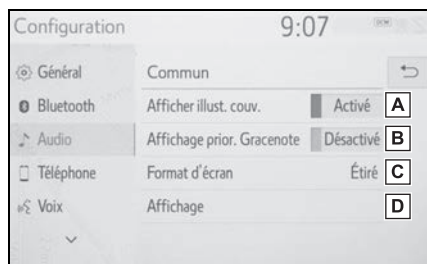 Configuration 9:07
Général Commun
Bluetooth Afficher illust. couv. Activé A
Audio Affichage prior. Gracenote Désactivé B
Téléphone Format d'écran Étiré C
Voix Affichage D